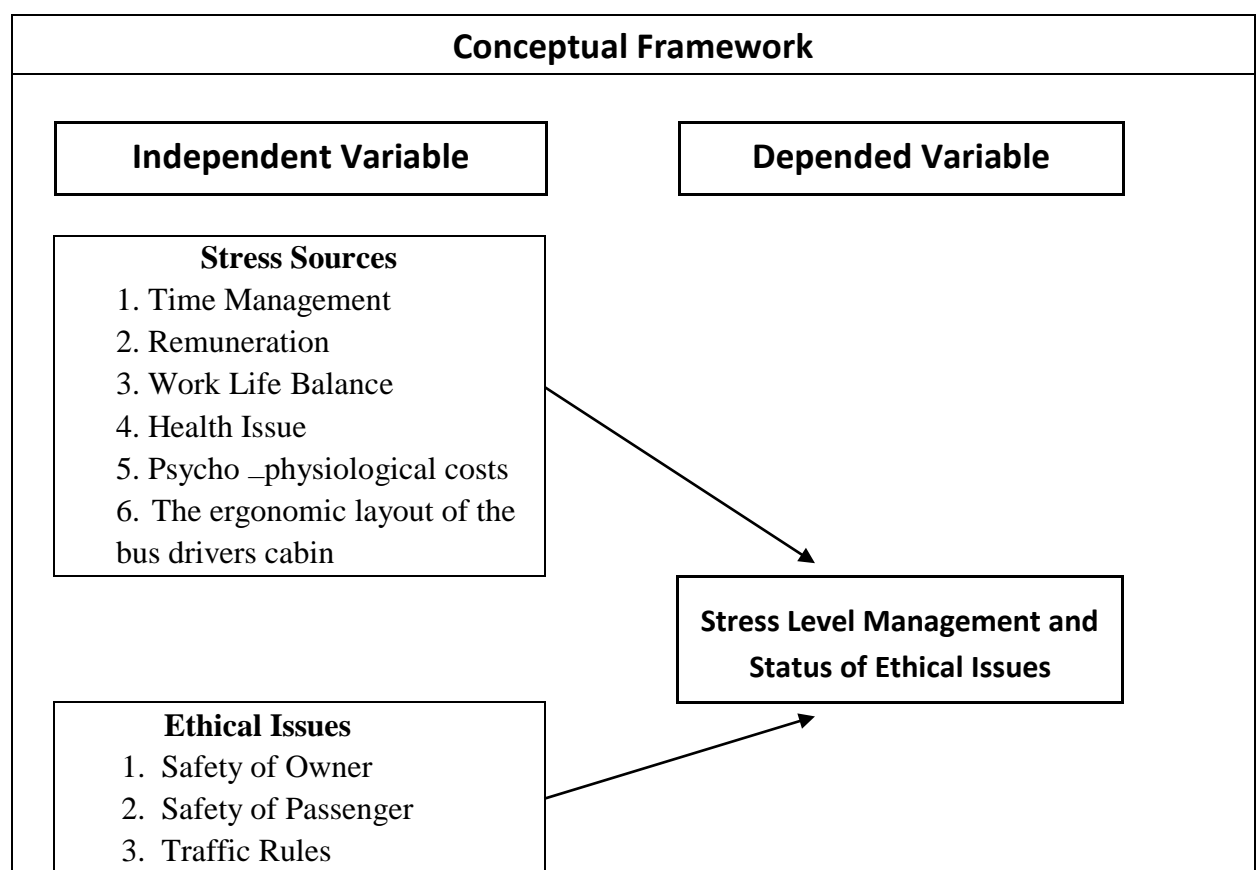 Conceptual Framework
Independent Variable
Depended Variable
Stress Sources
1. Time Management
2. Remuneration
3. Work Life Balance
4. Health Issue
5. Psycho –physiological costs
6. The ergonomic layout of the
bus drivers cabin
Stress Level Management and
Status of Ethical Issues
Ethical Issues
1. Safety of Owner
2. Safety of Passenger
3. Traffic Rules